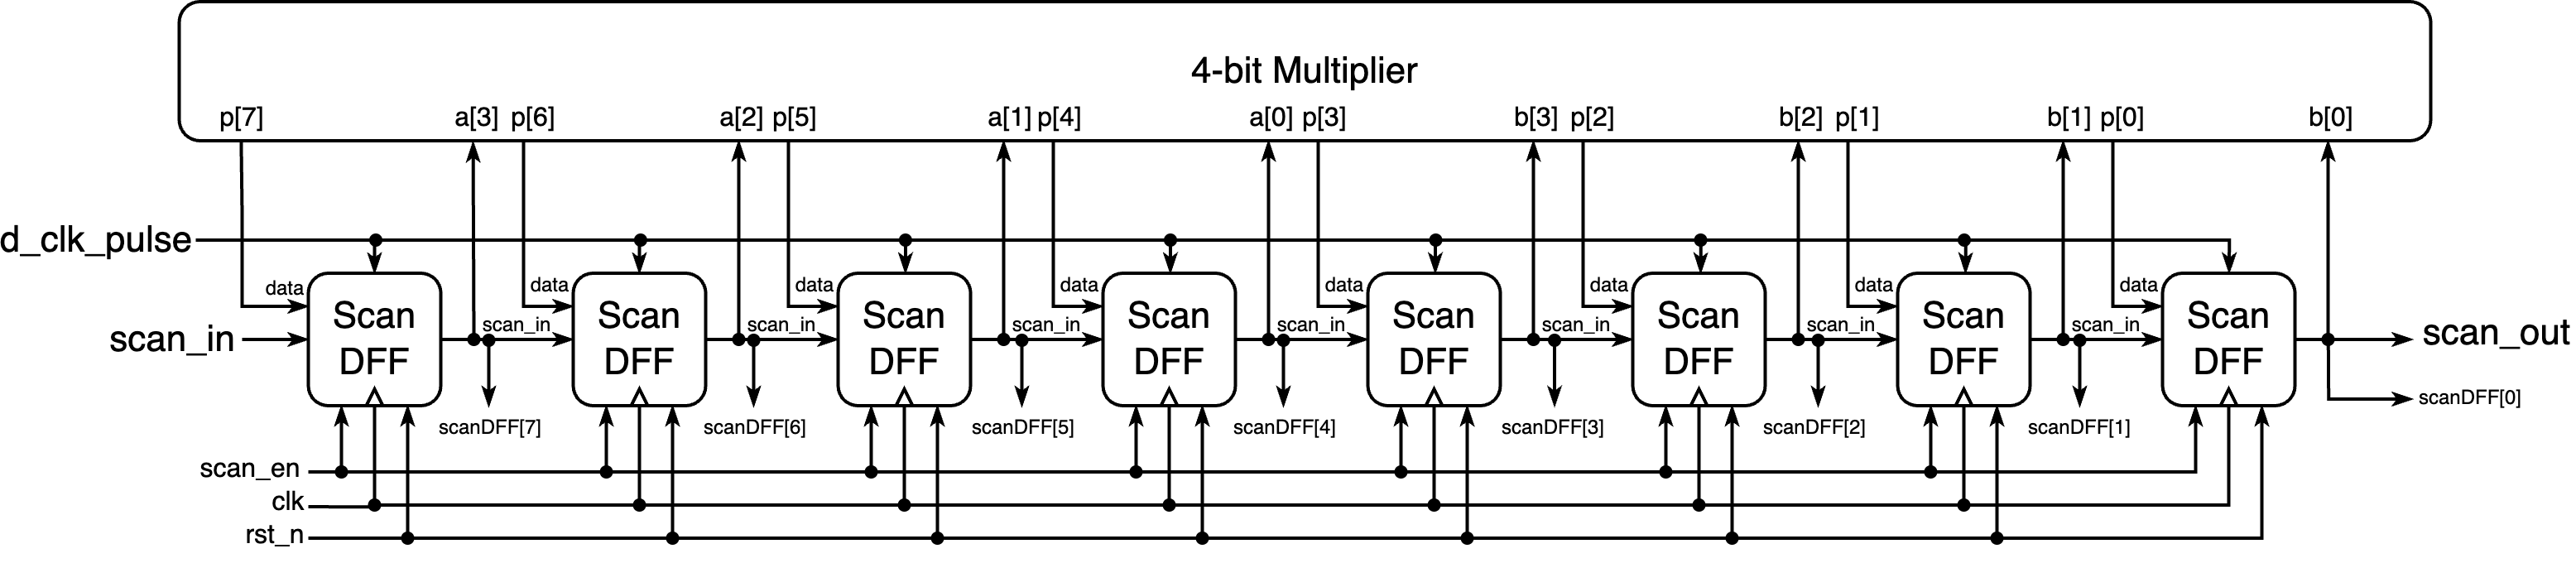 4-bit Multiplier
p[7] a[3] p[6] a[2] p[5] a[1] p[4] a[0] p[3] b[3] p[2] b[2] p[1] b[1] p[0] b[0]
d_clk_pulse
data data data data data data data data
scan_in scan_in scan_in scan_in scan_in scan_in scan_in scan_in scan_out
Scan Scan Scan Scan Scan Scan Scan Scan
DFF DFF DFF DFF DFF DFF DFF DFF
scanDFF[0]
scanDFF[7] scanDFF[6] scanDFF[5] scanDFF[4] scanDFF[3] scanDFF[2] scanDFF[1]
scan_en
clk
rst_n